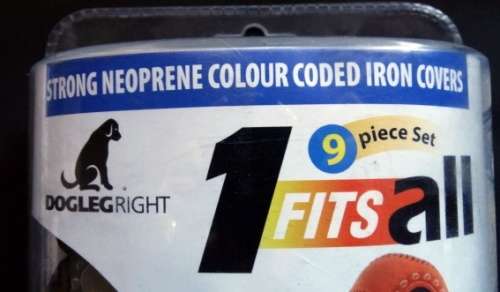 STRONG NEOPRENE COLOUR CODED IRON COVERS
9 piece Set
DOGLEGRIGHT
1 FITS all